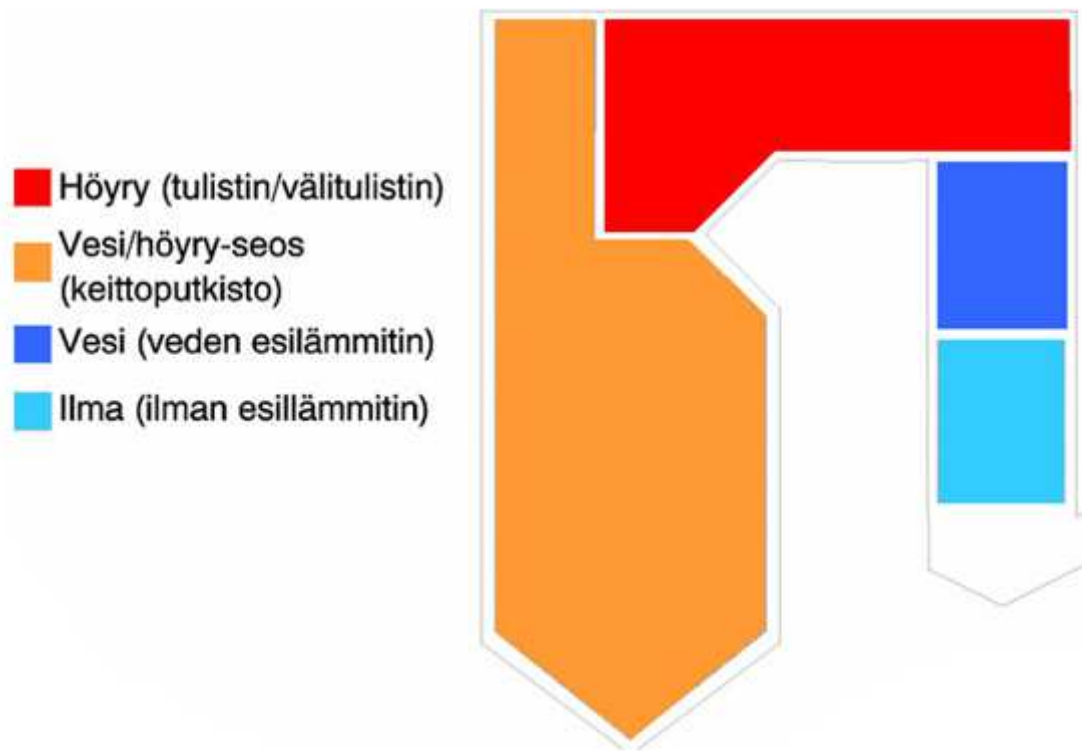 Höyry (tulistin/välitulistin)
Vesi/höyry-seos
(keittoputkisto)
Vesi (veden esilämmitin)
Ilma (ilman esillämmitin)